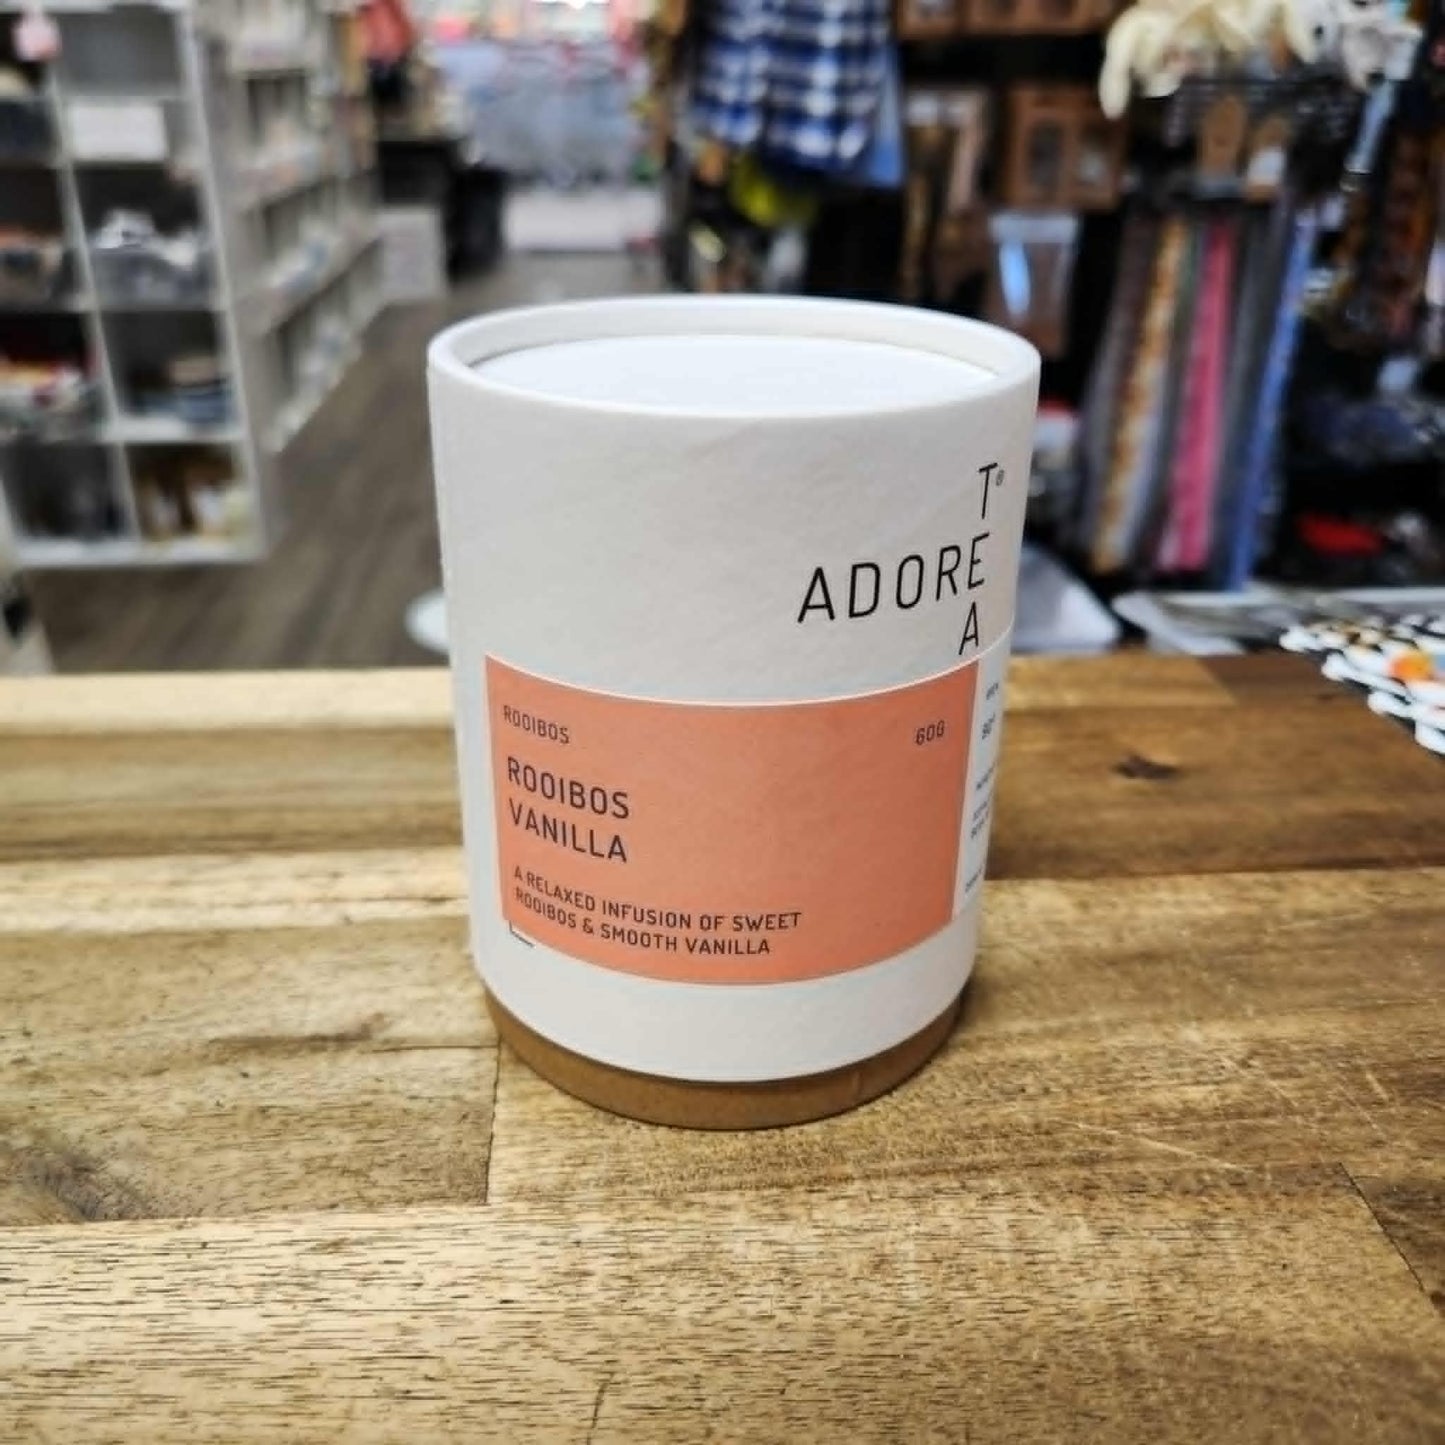 T®
ADORE
A
ROOIBOS 60G
ROOIBOS
VANILLA
A RELAXED INFUSION OF SWEET
ROOIBOS & SMOOTH VANILLA